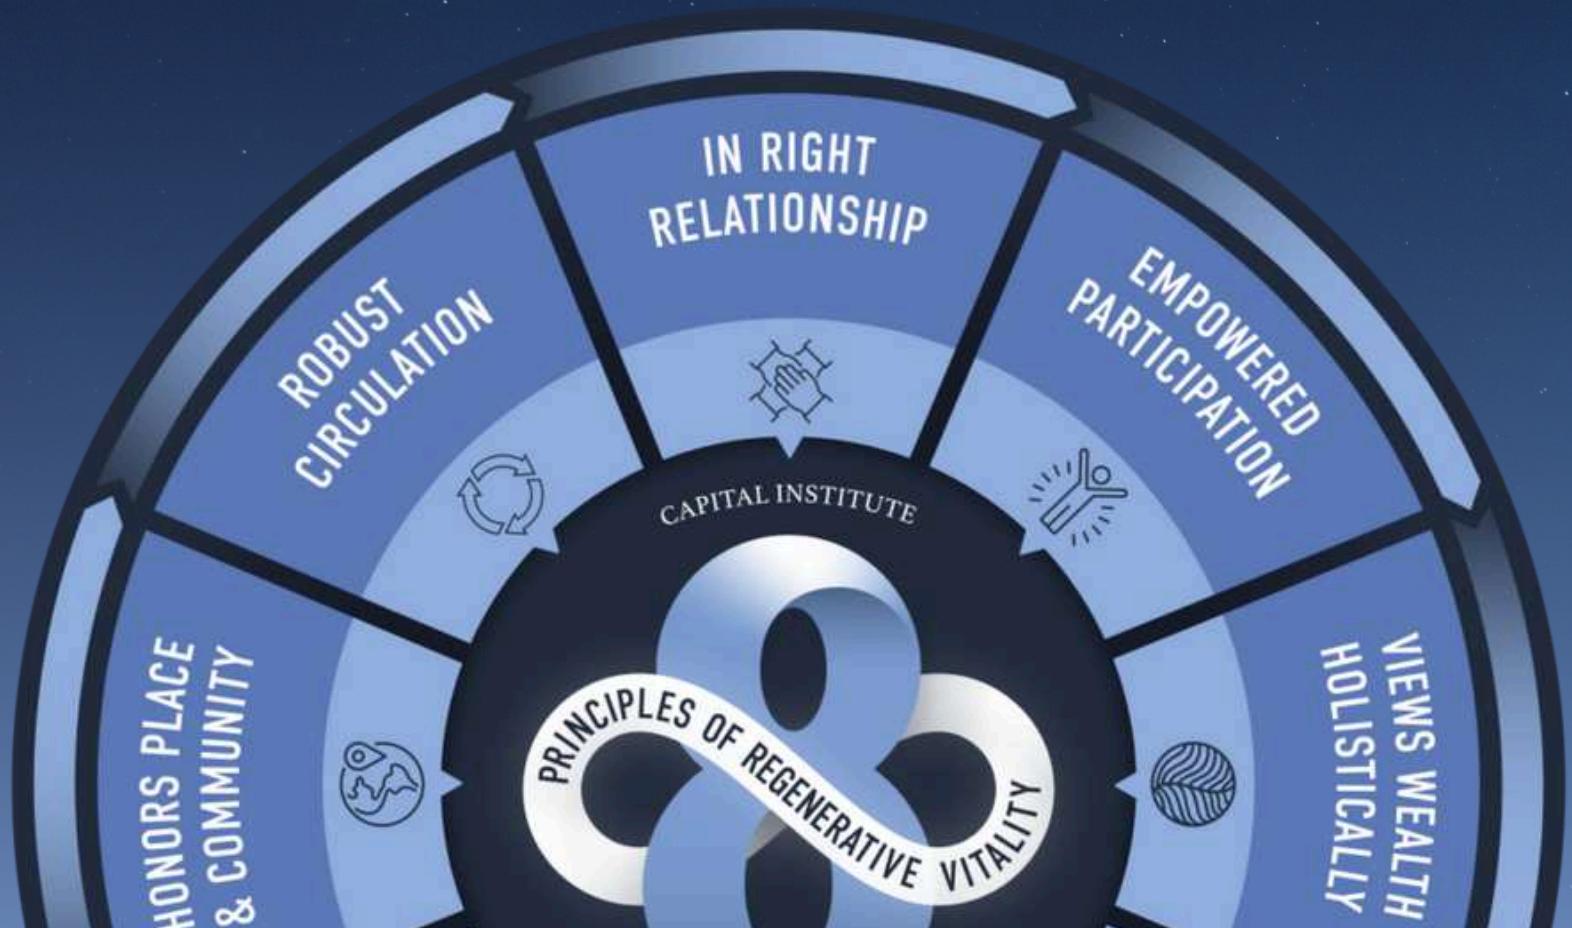 IN RIGHT
RELATIONSHIP
EMPOWERED
PARTICIPATION
VIEWS WEALTH
HOLISTICALLY
HONORS PLACE
& COMMUNITY
ROBUST
CIRCULATION
CAPITAL INSTITUTE
PRINCIPLES OF REGENERATIVE VITALITY